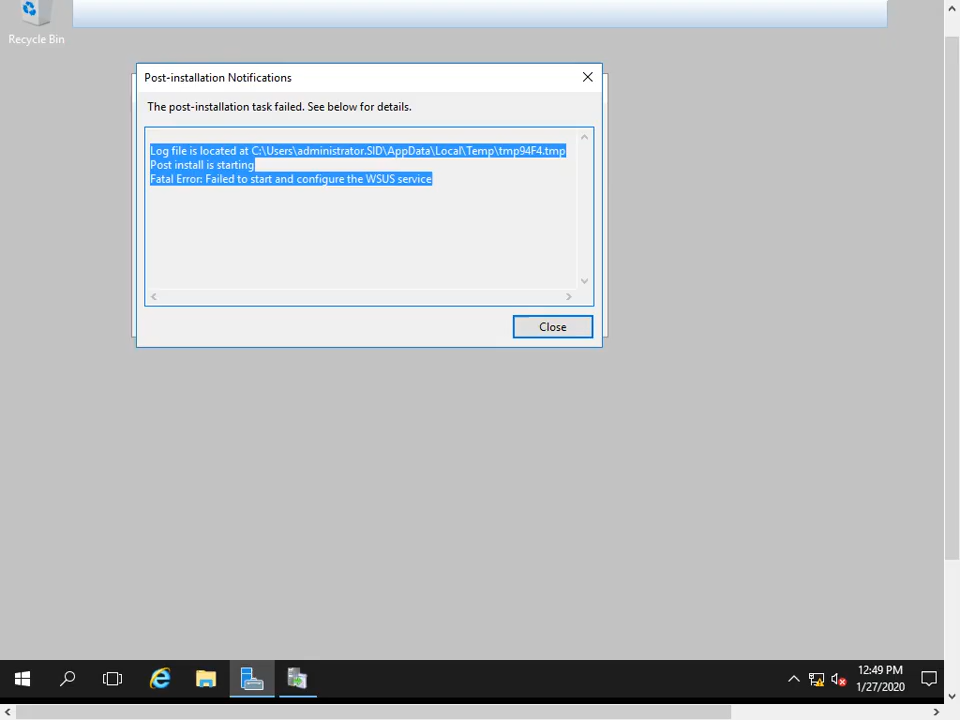 Recycle Bin
Post-installation Notifications
The post-installation task failed. See below for details.
Log file is located at C:\Users\administrator.SID\AppData\Local\Temp\tmp94F4.tmp
Post install is starting
Fatal Error: Failed to start and configure the WSUS service
Close
12:49 PM
1/27/2020